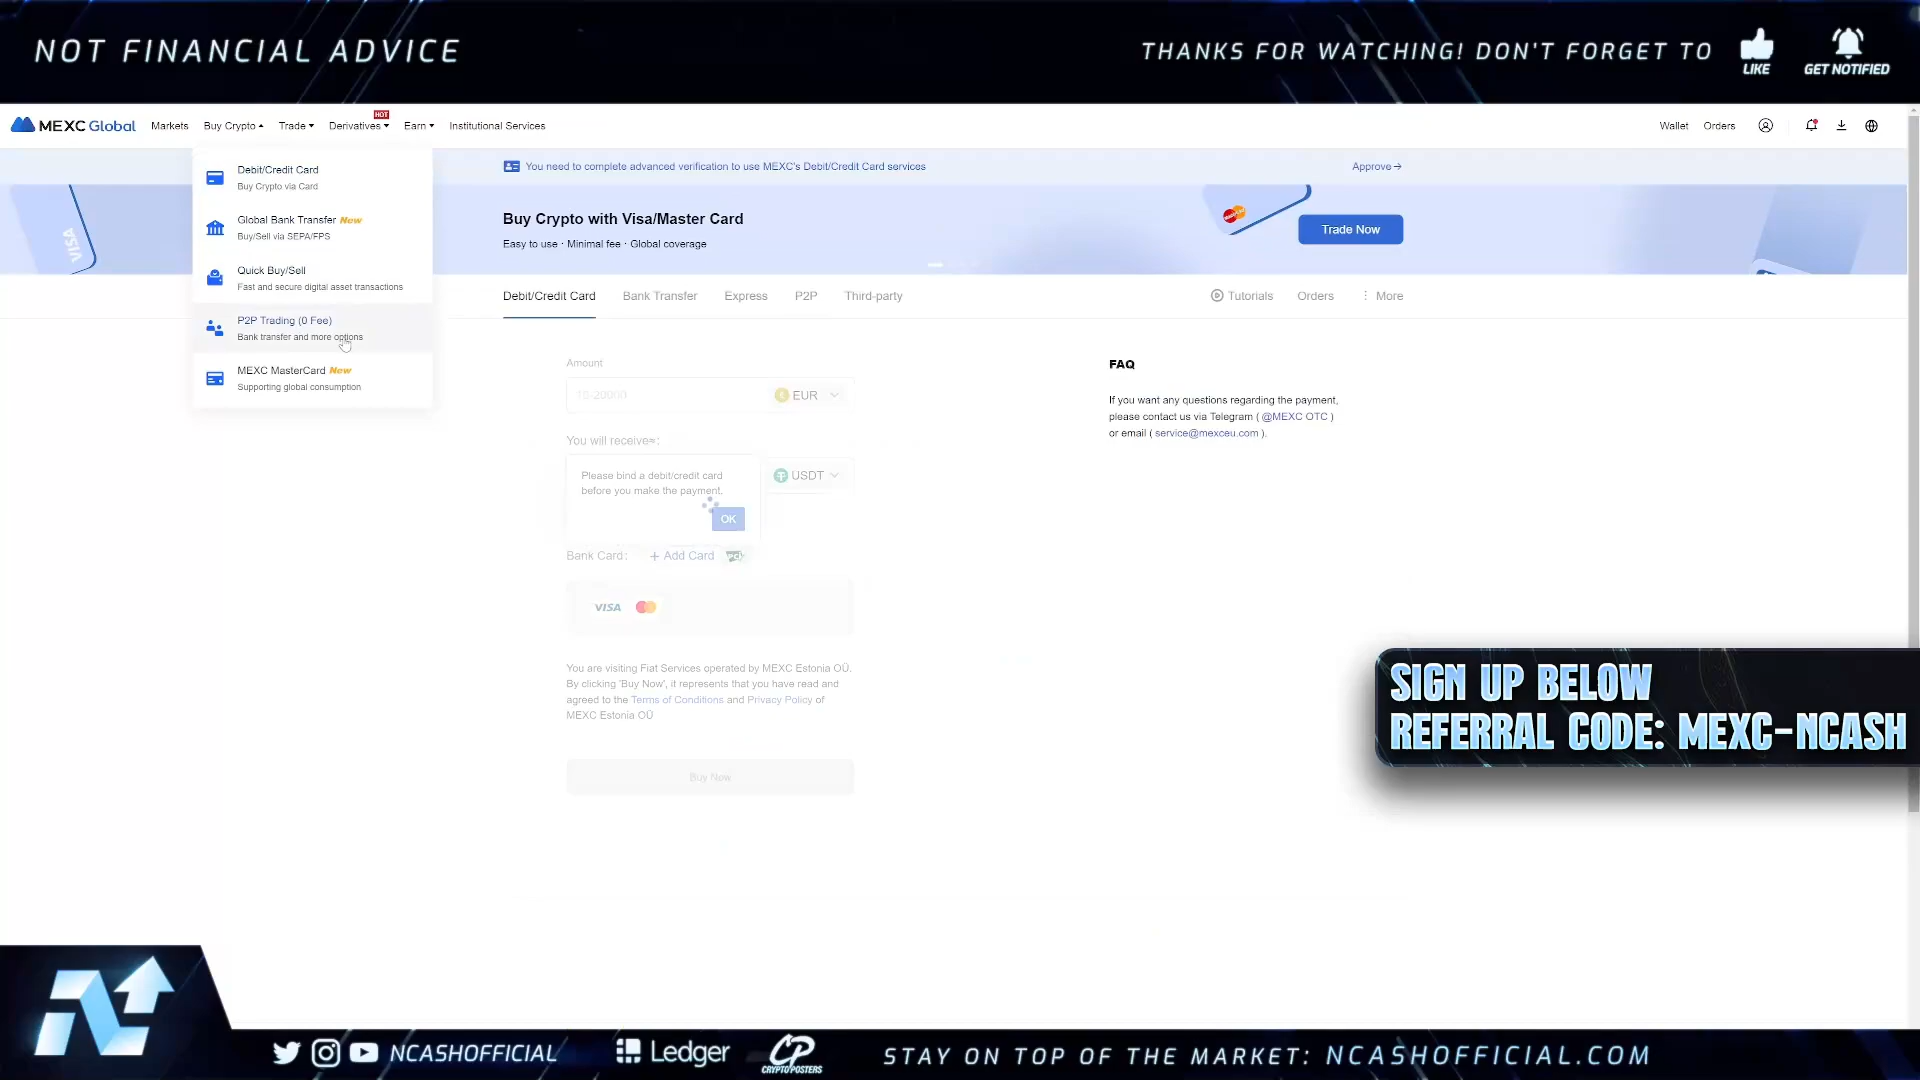 NOT FINANCIAL ADVICE
THANKS FOR WATCHING! DON'T FORGET TO
LIKE
GET NOTIFIED
MEXC Global
Markets
Buy Crypto
Trade
Derivatives
HOT
Earn
Institutional Services
Wallet
Orders
Debit/Credit Card
Buy Crypto via Card
Global Bank Transfer New
Buy/Sell via SEPA/FPS
Quick Buy/Sell
Fast and secure digital asset transactions
P2P Trading (0 Fee)
Bank transfer and more options
MEXC MasterCard New
Supporting global consumption
You need to complete advanced verification to use MEXC's Debit/Credit Card services
Approve
VISA
Buy Crypto with Visa/Master Card
Easy to use · Minimal fee · Global coverage
Trade Now
Debit/Credit Card
Bank Transfer
Express
P2P
Third-party
Tutorials
Orders
More
Amount
EUR
You will receive≈:
Please bind a debit/credit card
before you make the payment.
OK
USDT
Bank Card:
+ Add Card
VISA
You are visiting Fiat Services operated by MEXC Estonia OÜ.
By clicking 'Buy Now', it represents that you have read and
agreed to the Terms of Conditions and Privacy Policy of
MEXC Estonia OÜ
Buy Now
FAQ
If you want any questions regarding the payment,
please contact us via Telegram ( @MEXC OTC )
or email ( service@mexceu.com ).
SIGN UP BELOW
REFERRAL CODE: MEXC-NCASH
NCASHOFFICIAL
Ledger
CP
CRYPTOPOSTERS
STAY ON TOP OF THE MARKET: NCASHOFFICIAL.COM